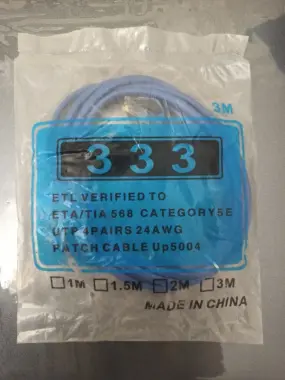 3M
333
ETL VERIFIED TO
ETA/TIA 568 CATEGORY5E
UTP 4PAIRS 24AWG
PATCH CABLE Up5004
1M 1.5M 2M 3M
MADE IN CHINA